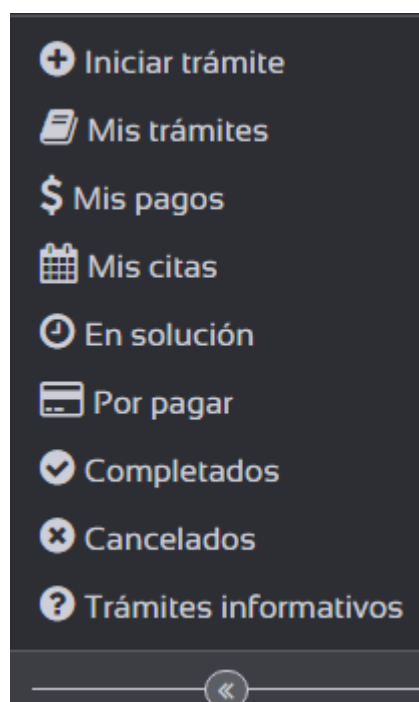 Iniciar trámite
Mis trámites
Mis pagos
Mis citas
En solución
Por pagar
Completados
Cancelados
Trámites informativos